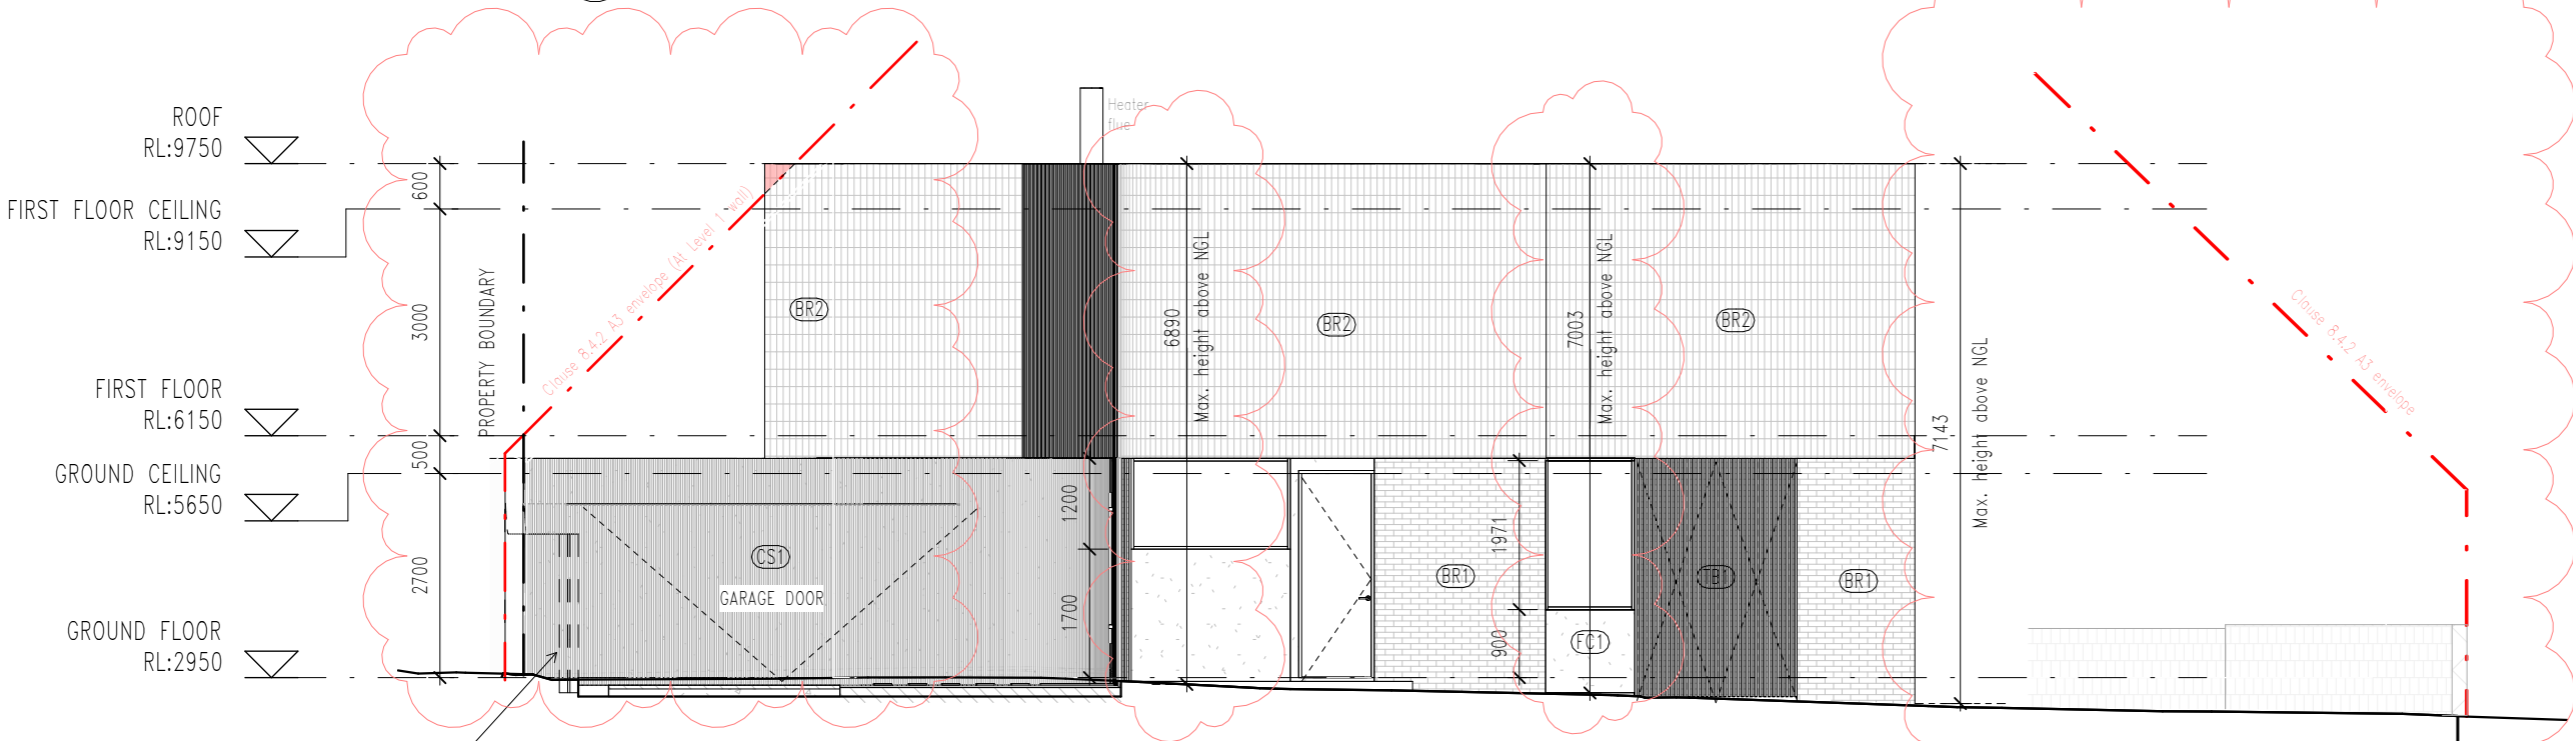 ROOF
RL:9750
FIRST FLOOR CEILING
RL:9150
FIRST FLOOR
RL:6150
GROUND CEILING
RL:5650
GROUND FLOOR
RL:2950
600
3000
500
2700
PROPERTY BOUNDARY
Clause 8.4.2 A3 envelope (At Level 1 wall)
Heater
flue
BR2
BR2
BR2
6890
Max. height above NGL
7003
Max. height above NGL
7143
Max. height above NGL
Clause 8.4.2 A3 envelope
CS1
GARAGE DOOR
1200
1700
BR1
1971
900
FC1
TB1
BR1